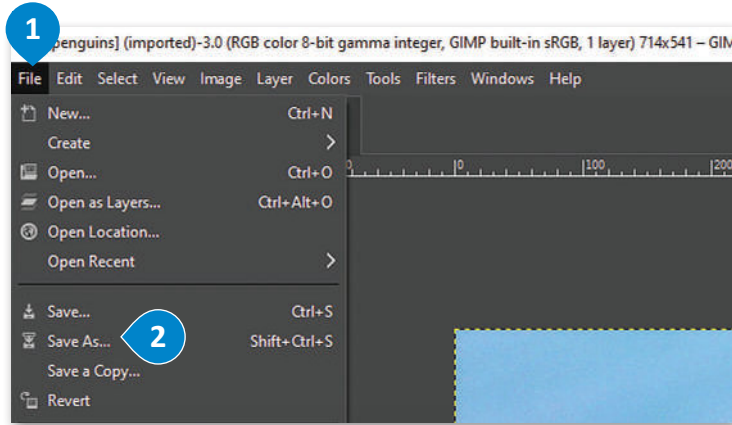 1
penguins] (imported)-3.0 (RGB color 8-bit gamma integer, GIMP built-in sRGB, 1 layer) 714x541 – GIM
File Edit Select View Image Layer Colors Tools Filters Windows Help
New... Ctrl+N
Create >
Open... Ctrl+O
0 100 200
Open as Layers... Ctrl+Alt+O
Open Location...
Open Recent >
Save... Ctrl+S
Save As... 2 Shift+Ctrl+S
Save a Copy...
Revert